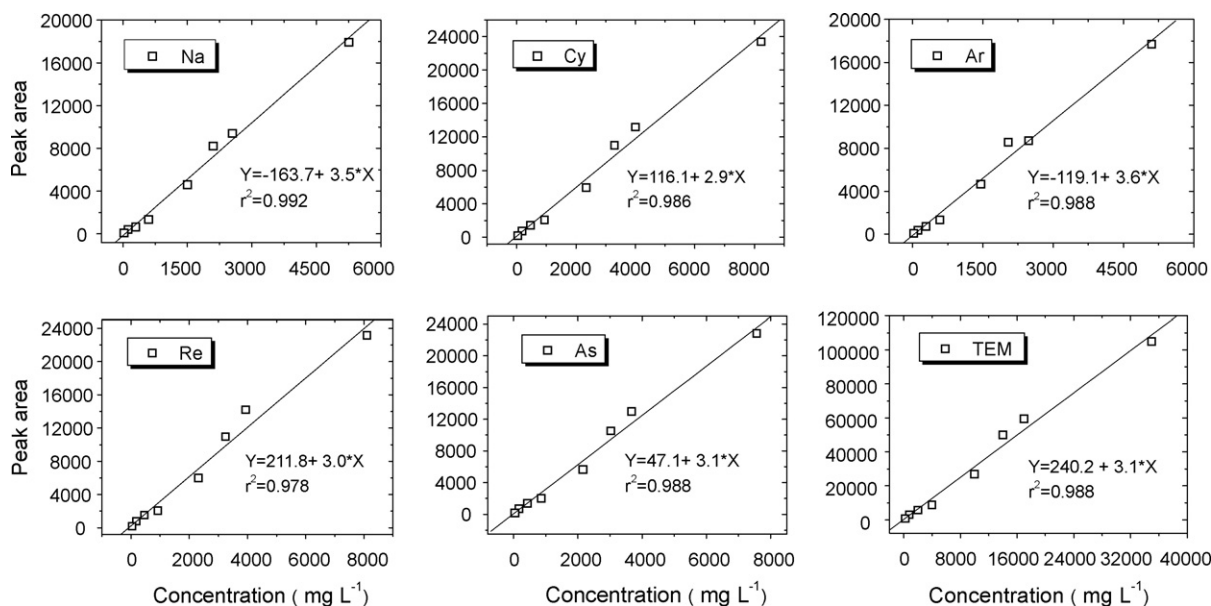 Peak area
20000
16000
12000
8000
4000
0
Na
Y=-163.7+ 3.5*X
r²=0.992
0 1500 3000 4500 6000
24000
20000
16000
12000
8000
4000
0
Cy
Y=116.1+ 2.9*X
r²=0.986
0 2000 4000 6000 8000
20000
16000
12000
8000
4000
0
Ar
Y=-119.1+ 3.6*X
r²=0.988
0 1500 3000 4500 6000
Peak area
24000
20000
16000
12000
8000
4000
0
Re
Y=211.8+ 3.0*X
r²=0.978
0 2000 4000 6000 8000
Concentration ( mg L⁻¹)
24000
20000
16000
12000
8000
4000
0
As
Y=47.1+ 3.1*X
r²=0.988
0 2000 4000 6000 8000
Concentration ( mg L⁻¹)
120000
100000
80000
60000
40000
20000
0
TEM
Y=240.2 + 3.1*X
r²=0.988
0 8000 16000 24000 32000 40000
Concentration ( mg L⁻¹)